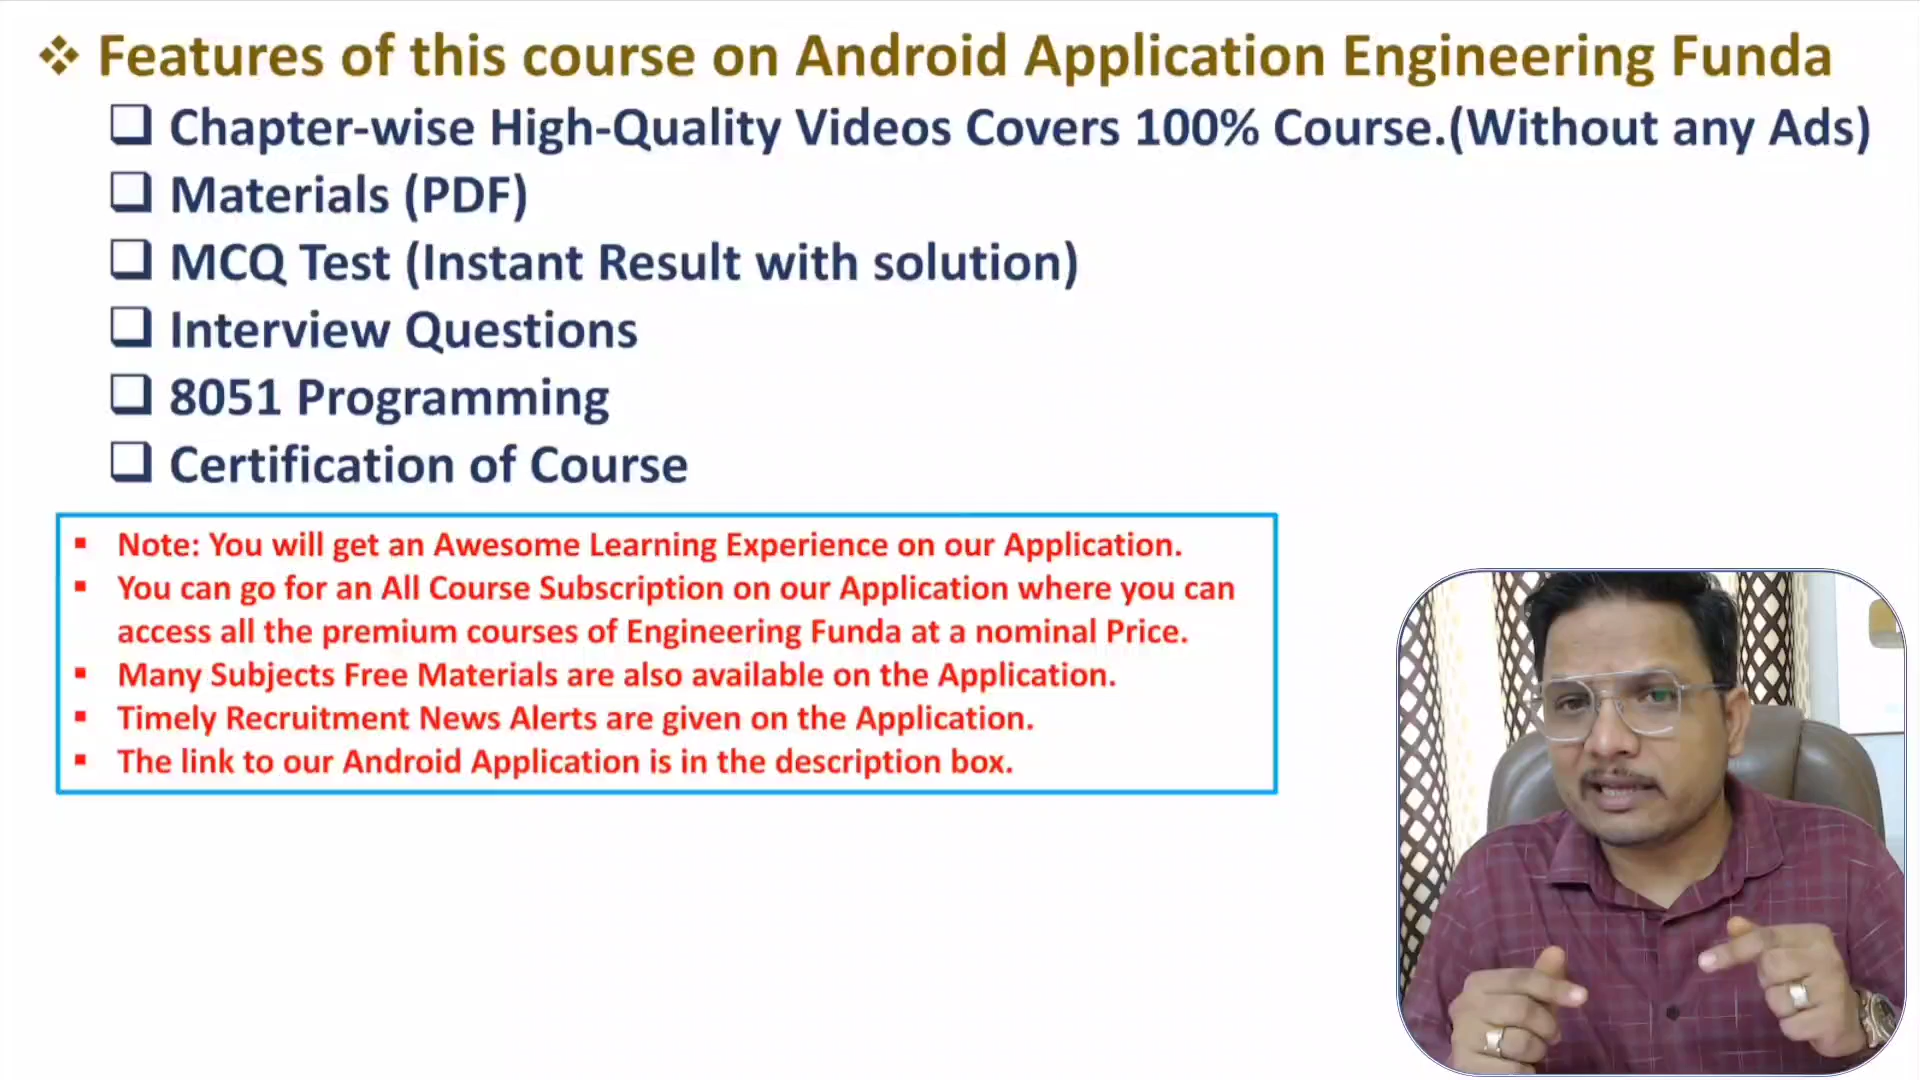 Features of this course on Android Application Engineering Funda
Chapter-wise High-Quality Videos Covers 100% Course.(Without any Ads)
Materials (PDF)
MCQ Test (Instant Result with solution)
Interview Questions
8051 Programming
Certification of Course
Note: You will get an Awesome Learning Experience on our Application.
You can go for an All Course Subscription on our Application where you can
access all the premium courses of Engineering Funda at a nominal Price.
Many Subjects Free Materials are also available on the Application.
Timely Recruitment News Alerts are given on the Application.
The link to our Android Application is in the description box.